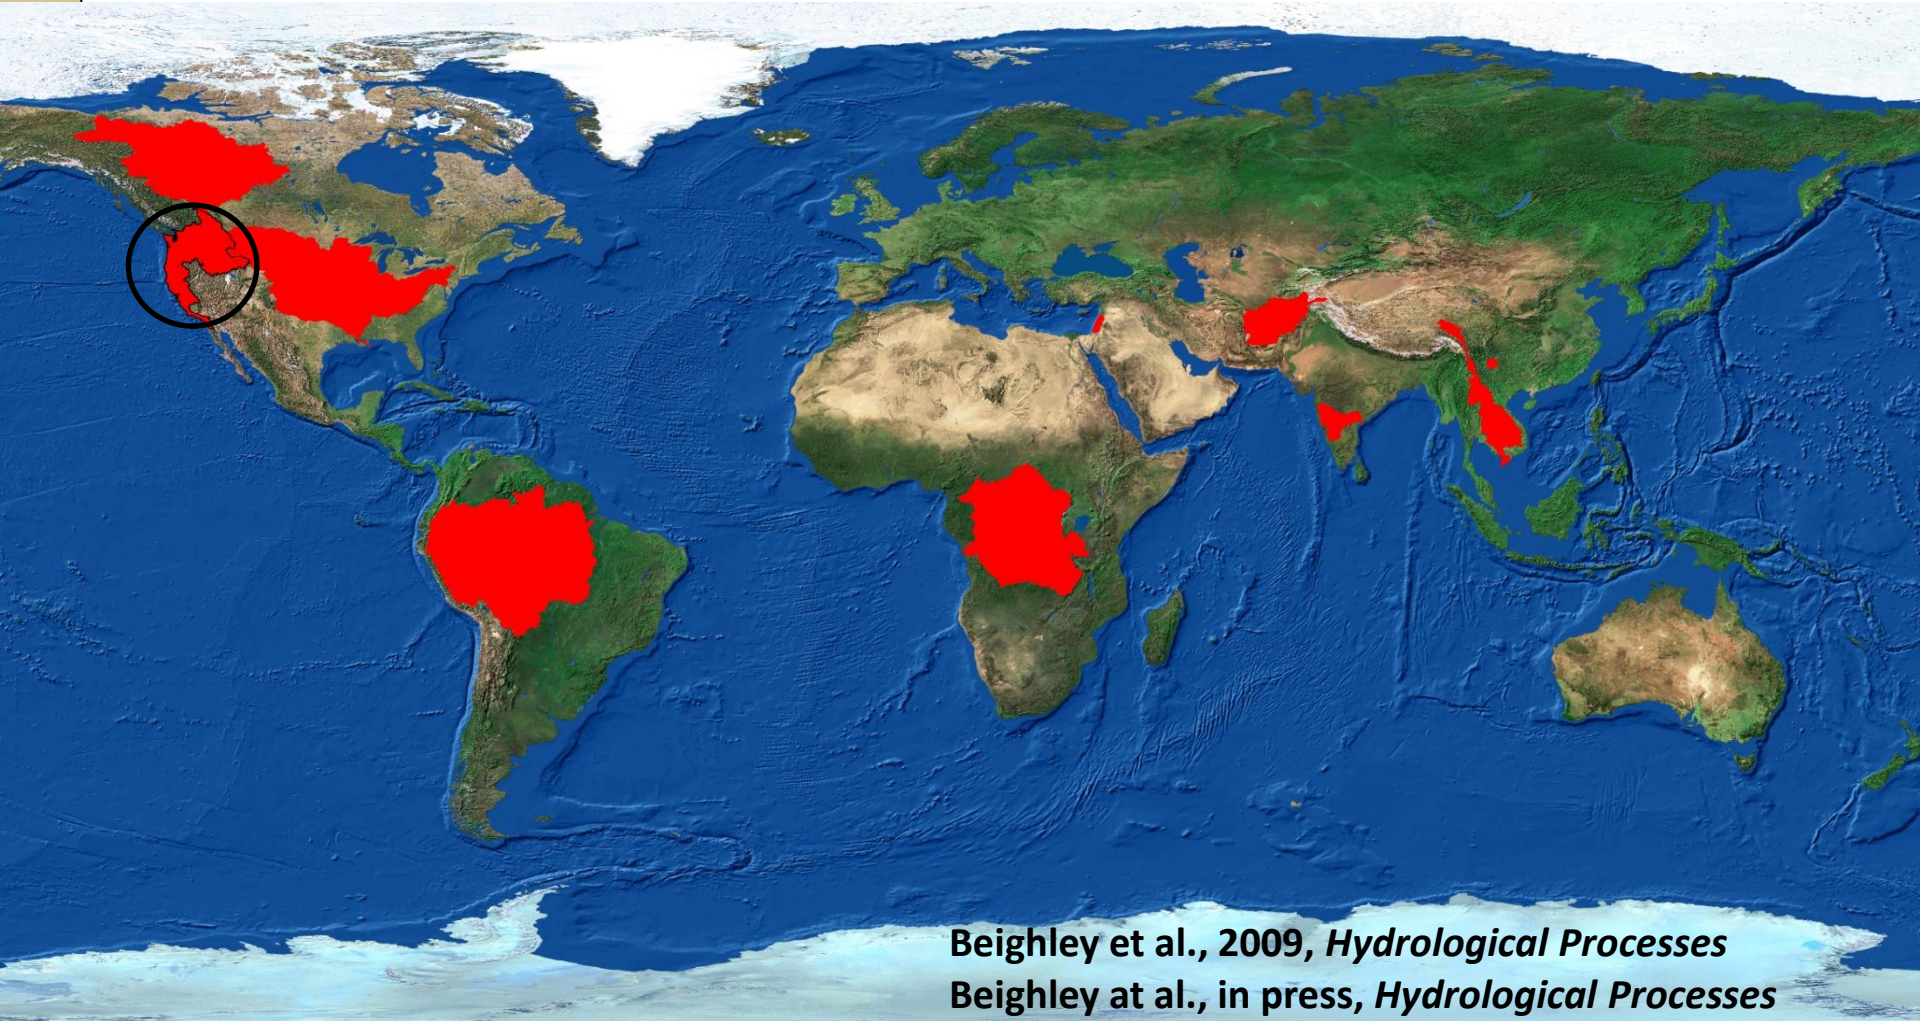 Beighley et al., 2009, Hydrological Processes
Beighley at al., in press, Hydrological Processes